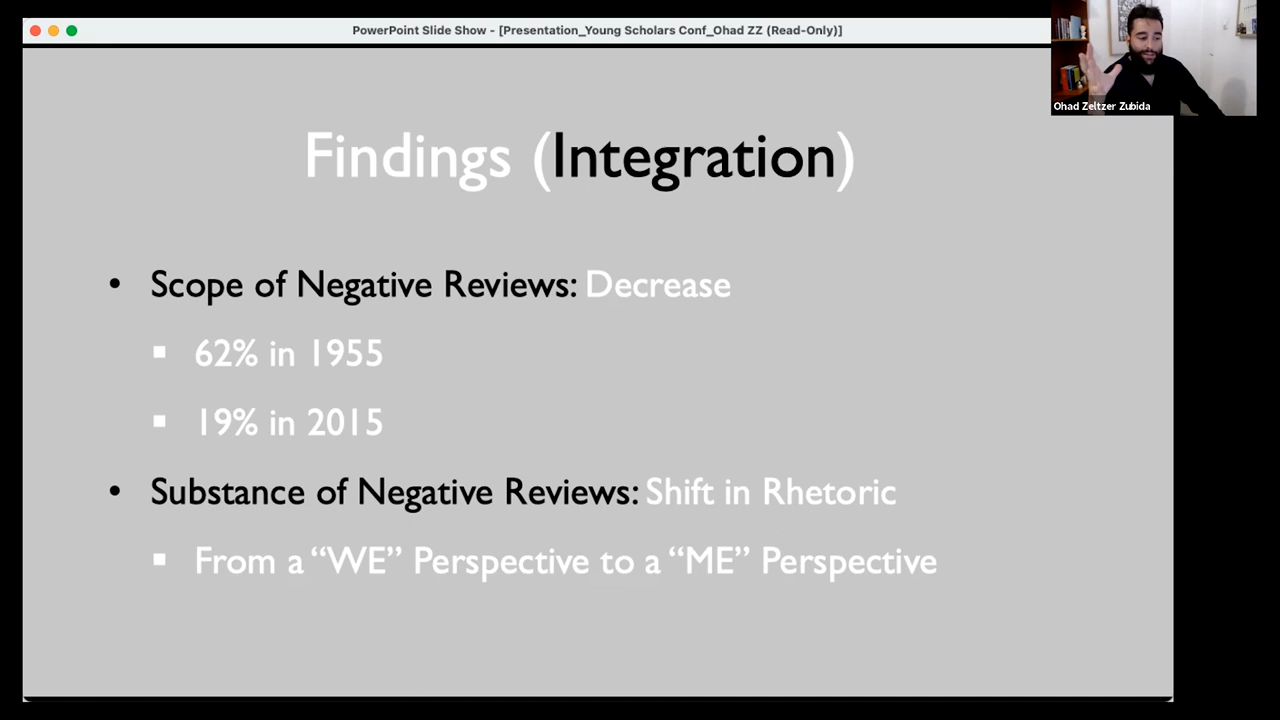 PowerPoint Slide Show - [Presentation_Young Scholars Conf_Ohad ZZ (Read-Only)]
Ohad Zeltzer Zubida
Findings (Integration)
• Scope of Negative Reviews: Decrease
▪ 62% in 1955
▪ 19% in 2015
• Substance of Negative Reviews: Shift in Rhetoric
▪ From a “WE” Perspective to a “ME” Perspective